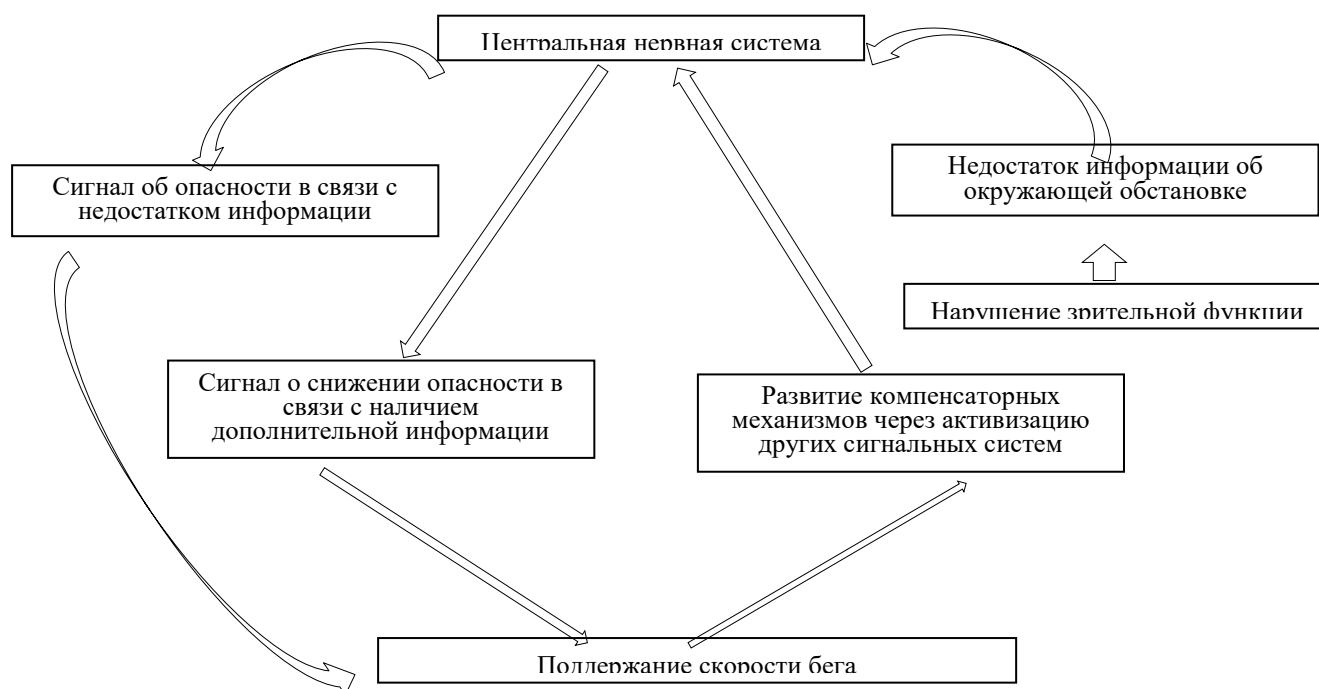 Центральная нервная система
Сигнал об опасности в связи с
недостатком информации
Недостаток информации об
окружающей обстановке
Нарушение зрительной функции
Сигнал о снижении опасности в
связи с наличием
дополнительной информации
Развитие компенсаторных
механизмов через активизацию
других сигнальных систем
Поддержание скорости бега